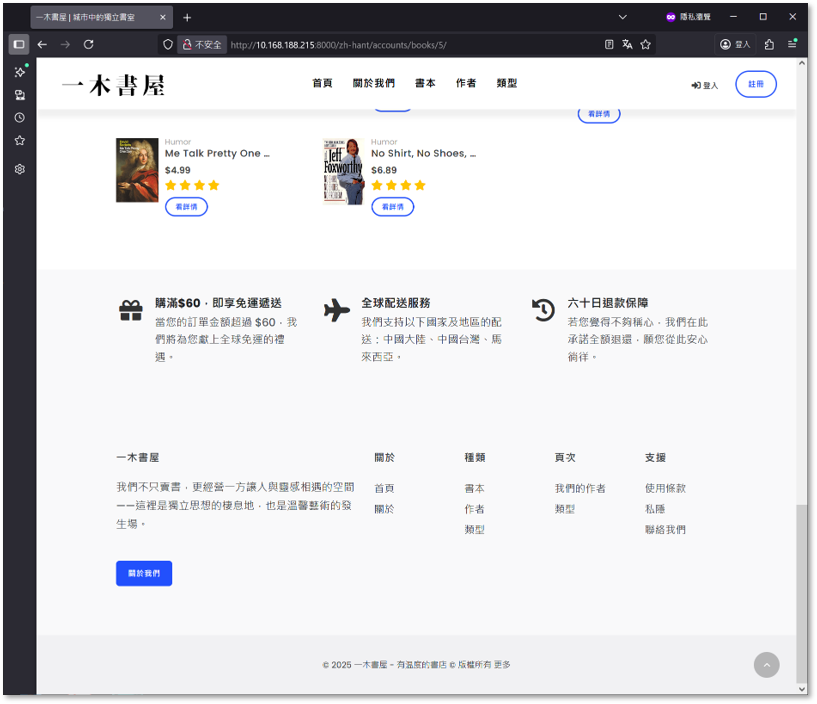 一木書屋 | 城市中的獨立書室
隱私瀏覽
不安全 http://10.168.188.215:8000/zh-hant/accounts/books/5/ 登入
一木書屋
首頁 關於我們 書本 作者 類型
登入 註冊
看詳情
Humor
Me Talk Pretty One ...
$4.99
看詳情
Jeff
Foxworthy
Humor
No Shirt, No Shoes, ...
$6.89
看詳情
購滿$60，即享免運遞送
當您的訂單金額超過 $60，我
們將為您獻上全球免運的禮
遇。
全球配送服務
我們支持以下國家及地區的配
送：中國大陸、中國台灣、馬
來西亞。
六十日退款保障
若您覺得不夠稱心，我們在此
承諾全額退還，願您從此安心
徜徉。
一木書屋
我們不只賣書，更經營一方讓人與靈感相遇的空間
——這裡是獨立思想的棲息地，也是溫馨藝術的發
生場。
關於我們
關於
首頁
關於
種類
書本
作者
類型
頁次
我們的作者
類型
支援
使用條款
私隱
聯絡我們
© 2025 一木書屋 - 有溫度的書店 © 版權所有 更多